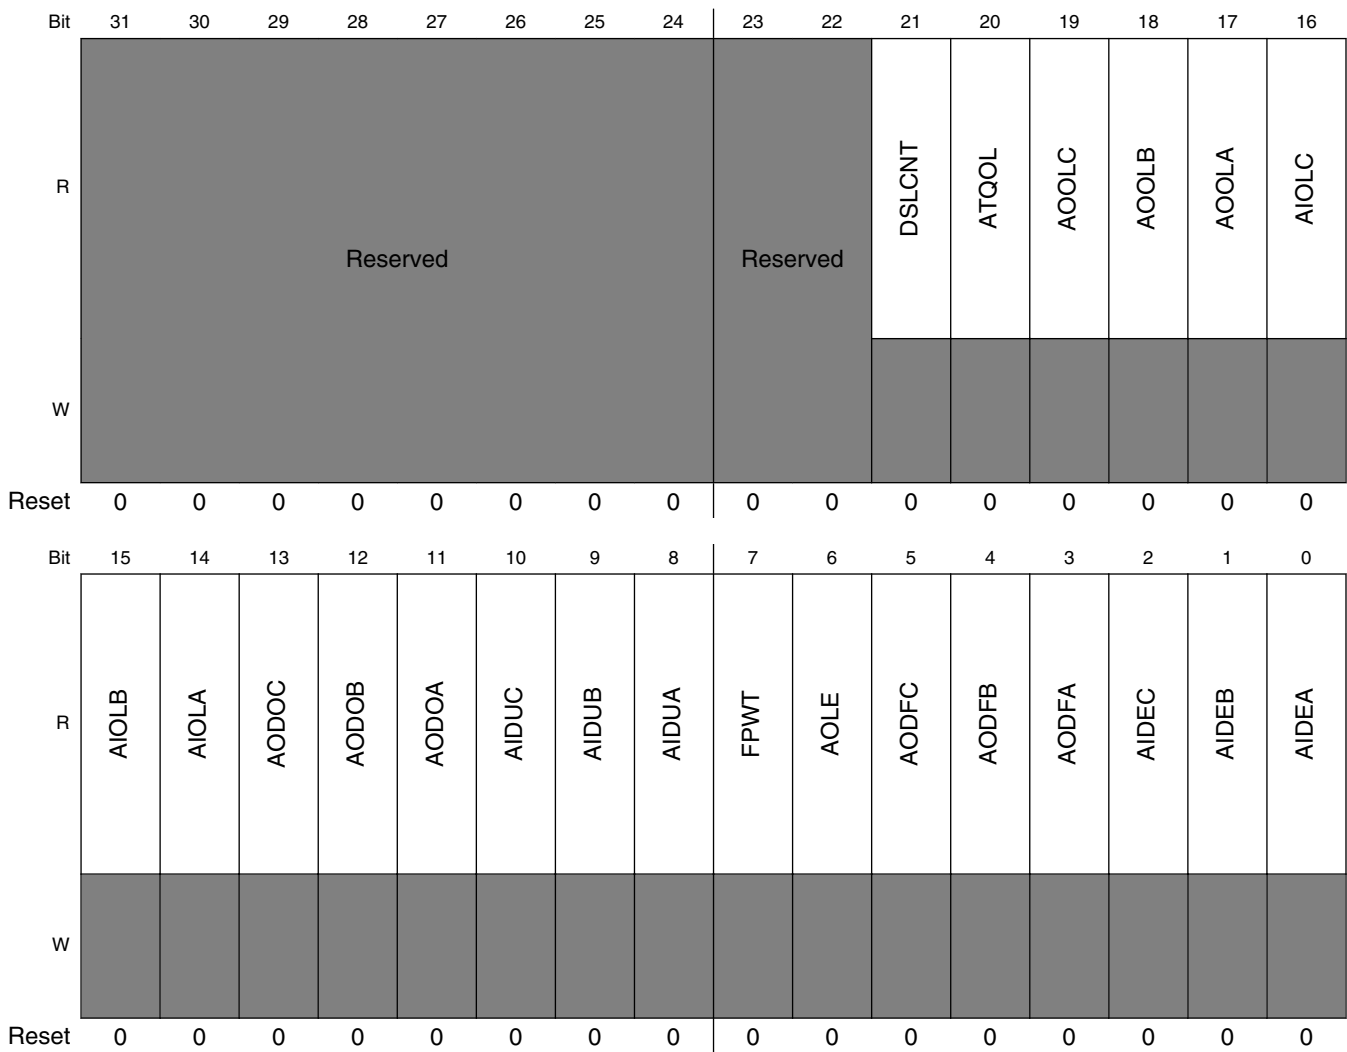 Bit 31 30 29 28 27 26 25 24 23 22 21 20 19 18 17 16
R Reserved Reserved DSLCNT ATQOL AOOLC AOOLB AOOLA AIOLC
W
Reset 0 0 0 0 0 0 0 0 0 0 0 0 0 0 0 0
Bit 15 14 13 12 11 10 9 8 7 6 5 4 3 2 1 0
R AIOLB AIOLA AODOC AODOB AODOA AIDUC AIDUB AIDUA FPWT AOLE AODFC AODFB AODFA AIDEC AIDEB AIDEA
W
Reset 0 0 0 0 0 0 0 0 0 0 0 0 0 0 0 0